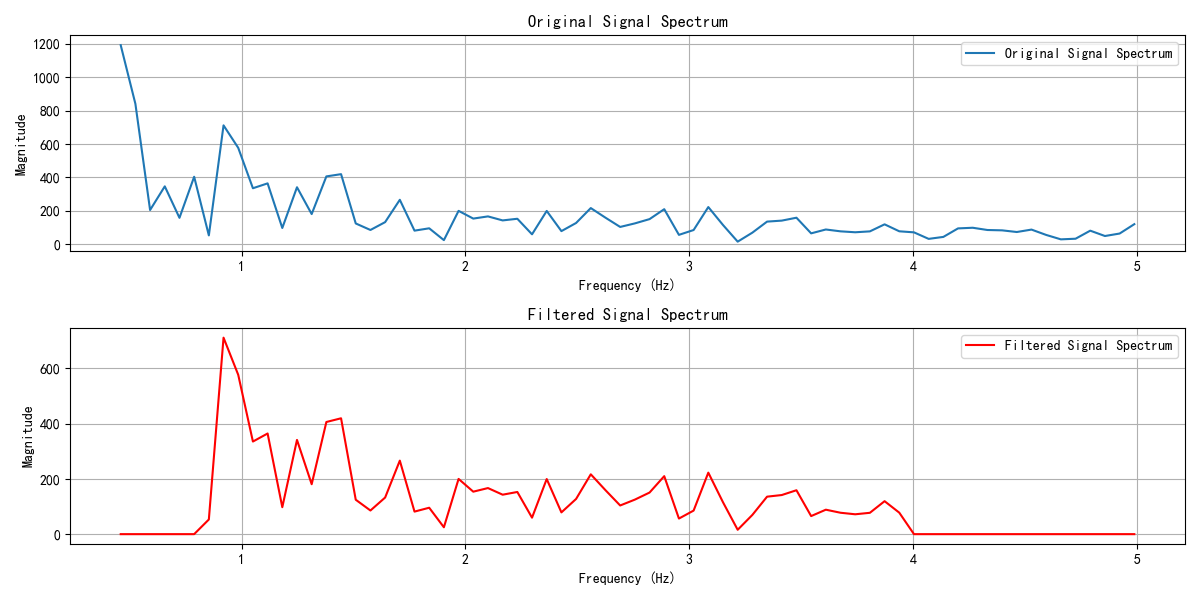 Original Signal Spectrum
1200
1000
800
600
400
200
0
Magnitude
Original Signal Spectrum
1 2 3 4 5
Frequency (Hz)
Filtered Signal Spectrum
600
400
200
0
Magnitude
Filtered Signal Spectrum
1 2 3 4 5
Frequency (Hz)